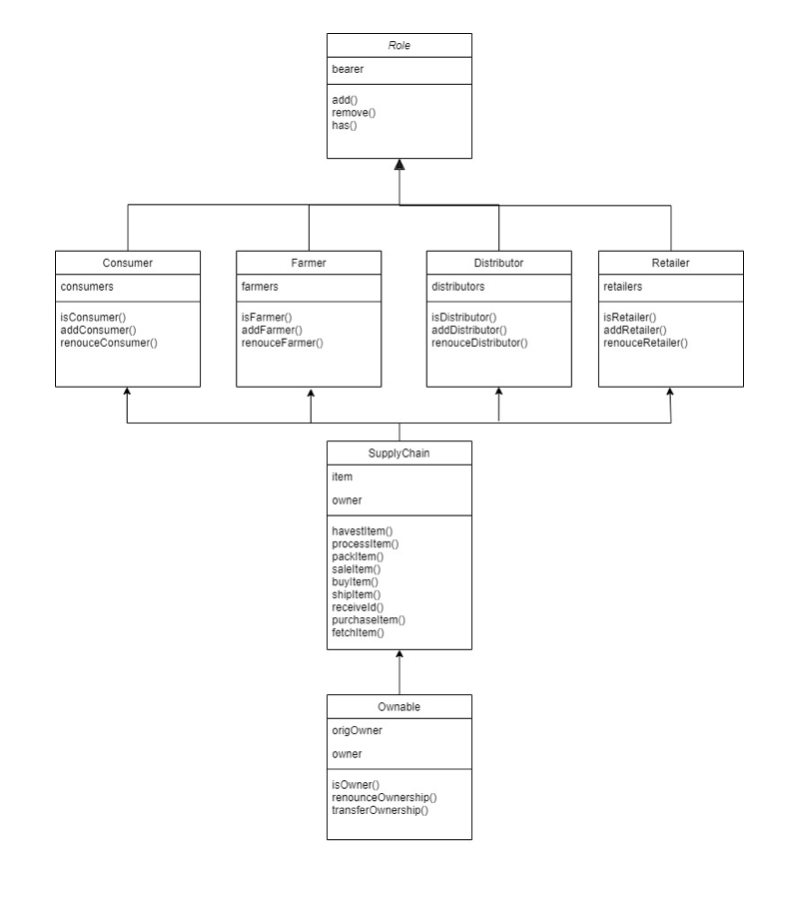 Role
bearer
add()
remove()
has()
Consumer
consumers
isConsumer()
addConsumer()
renouceConsumer()
Farmer
farmers
isFarmer()
addFarmer()
renouceFarmer()
Distributor
distributors
isDistributor()
addDistributor()
renouceDistributor()
Retailer
retailers
isRetailer()
addRetailer()
renouceRetailer()
SupplyChain
item
owner
havestItem()
processItem()
packItem()
saleItem()
buyItem()
shipItem()
receiveId()
purchaseItem()
fetchItem()
Ownable
origOwner
owner
isOwner()
renounceOwnership()
transferOwnership()